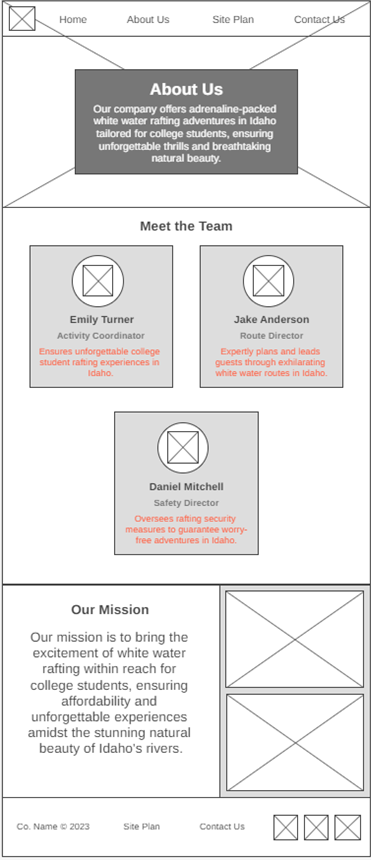 Home About Us Site Plan Contact Us
About Us
Our company offers adrenaline-packed
white water rafting adventures in Idaho
tailored for college students, ensuring
unforgettable thrills and breathtaking
natural beauty.
Meet the Team
Emily Turner
Activity Coordinator
Ensures unforgettable college
student rafting experiences in
Idaho.
Jake Anderson
Route Director
Expertly plans and leads
guests through exhilarating
white water routes in Idaho.
Daniel Mitchell
Safety Director
Oversees rafting security
measures to guarantee worry-
free adventures in Idaho.
Our Mission
Our mission is to bring the
excitement of white water
rafting within reach for
college students, ensuring
affordability and
unforgettable experiences
amidst the stunning natural
beauty of Idaho's rivers.
Co. Name © 2023 Site Plan Contact Us